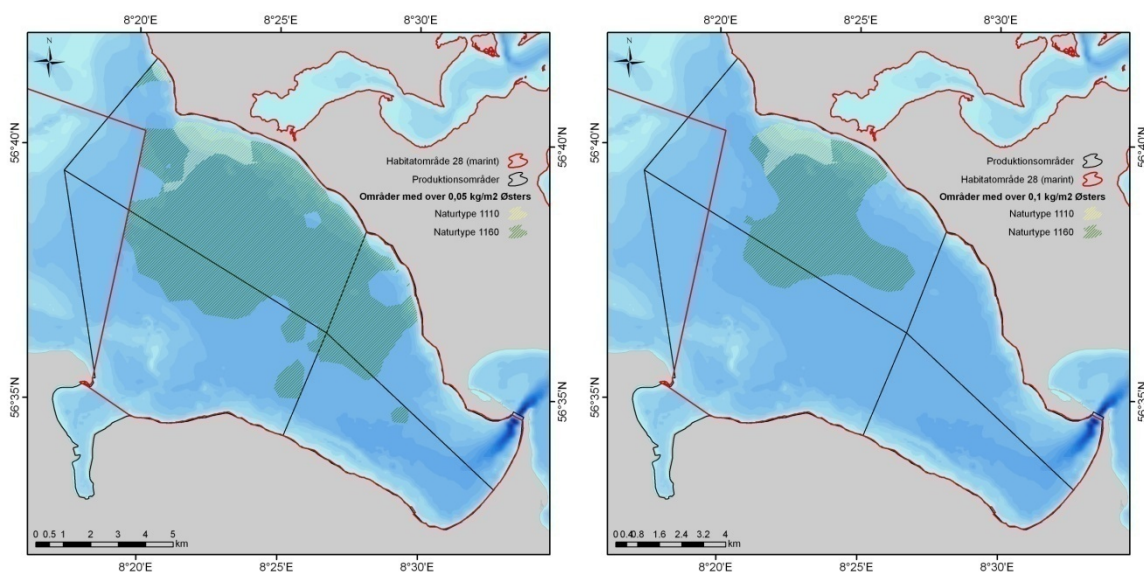 8°20'E 8°25'E 8°30'E
N
56°40'N
Habitatområde 28 (marint)
Produktionsområder
Områder med over 0,05 kg/m2 Østers
Naturtype 1110
Naturtype 1160
56°35'N
0 0.5 1 2 3 4 5
km
8°20'E 8°25'E 8°30'E
8°20'E 8°25'E 8°30'E
N
56°40'N
Produktionsområder
Habitatområde 28 (marint)
Områder med over 0,1 kg/m2 Østers
Naturtype 1110
Naturtype 1160
56°35'N
0 0.4 0.8 1.6 2.4 3.2 4
km
8°20'E 8°25'E 8°30'E